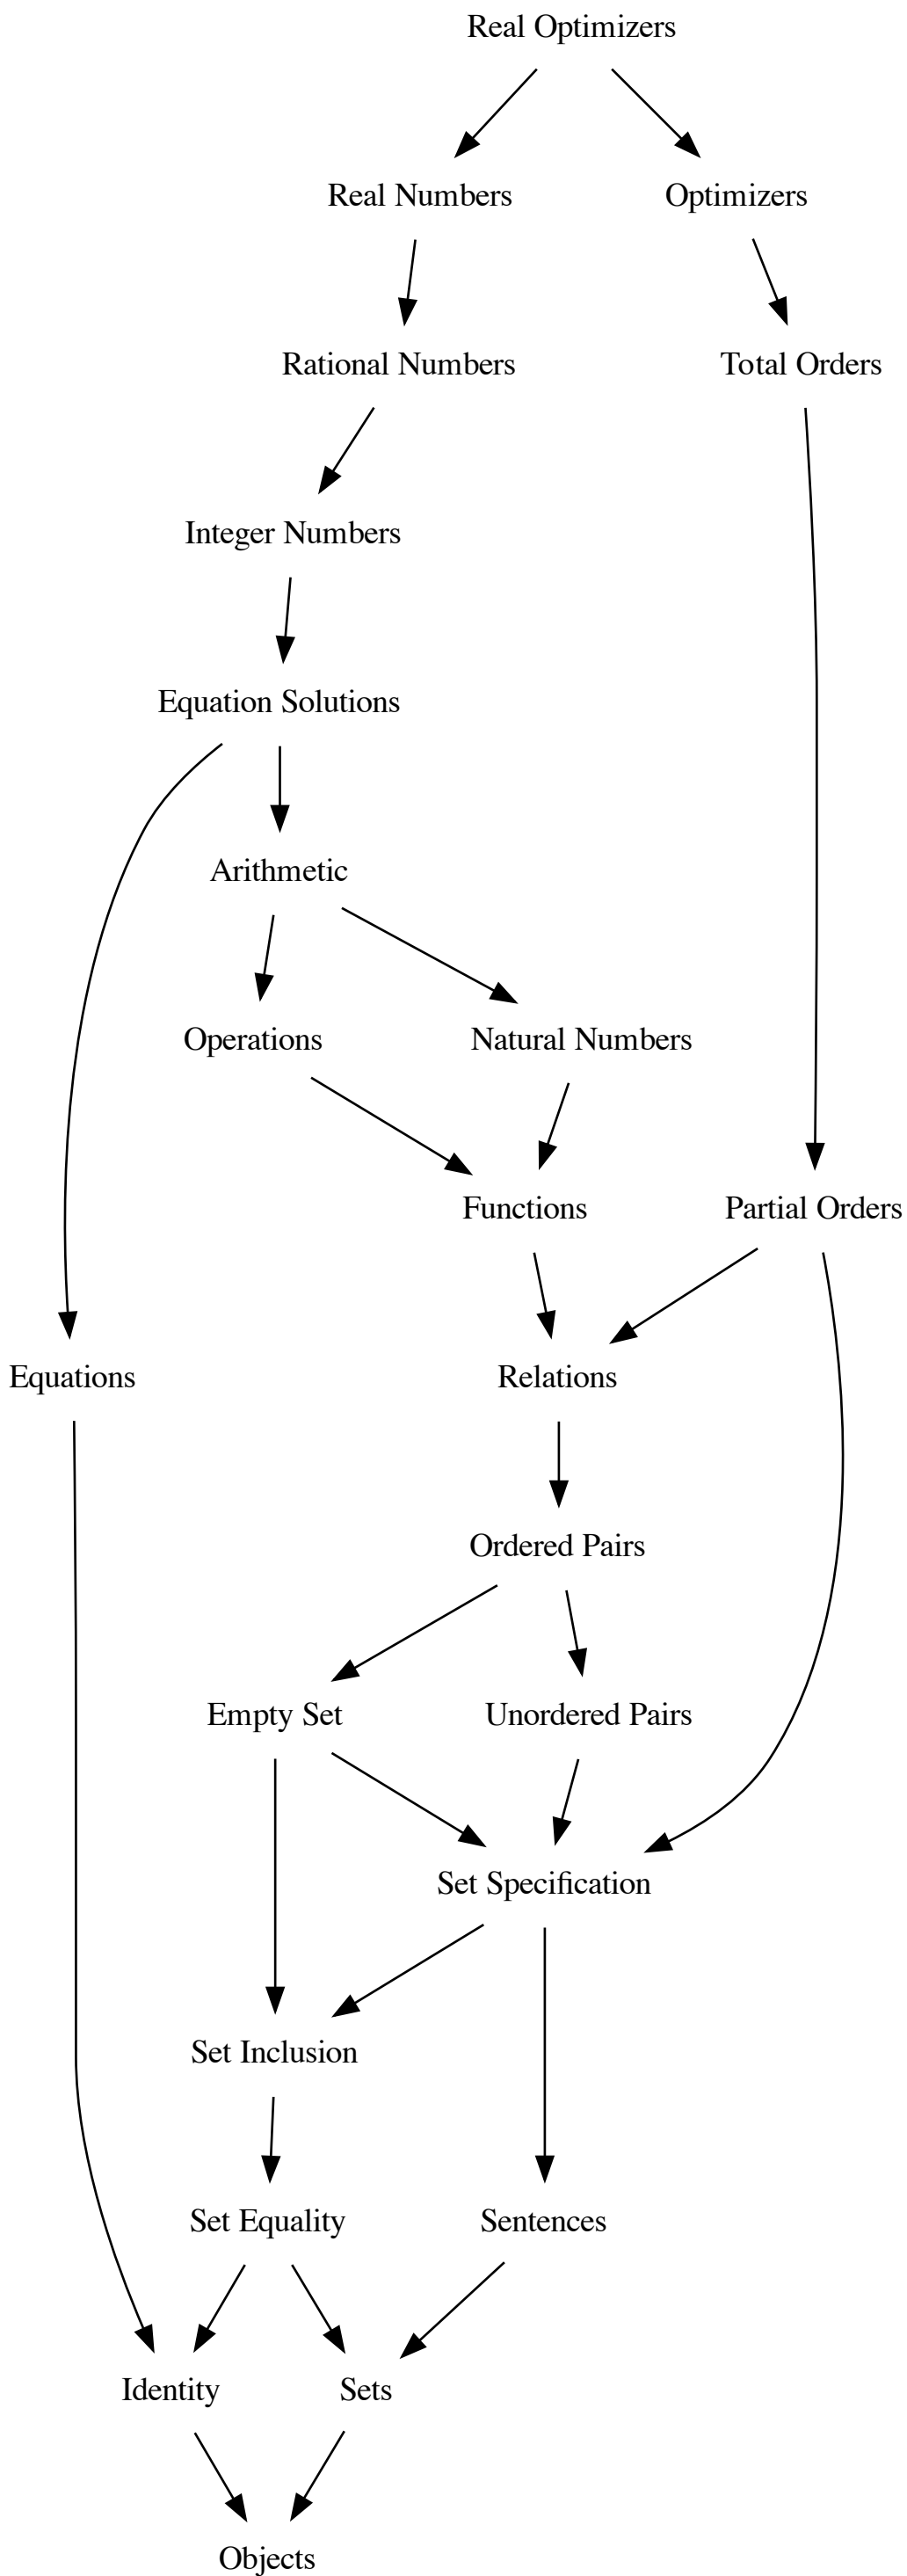 Real Optimizers
Real Numbers
Optimizers
Rational Numbers
Total Orders
Integer Numbers
Equation Solutions
Arithmetic
Operations
Natural Numbers
Functions
Partial Orders
Equations
Relations
Ordered Pairs
Empty Set
Unordered Pairs
Set Specification
Set Inclusion
Set Equality
Sentences
Identity
Sets
Objects